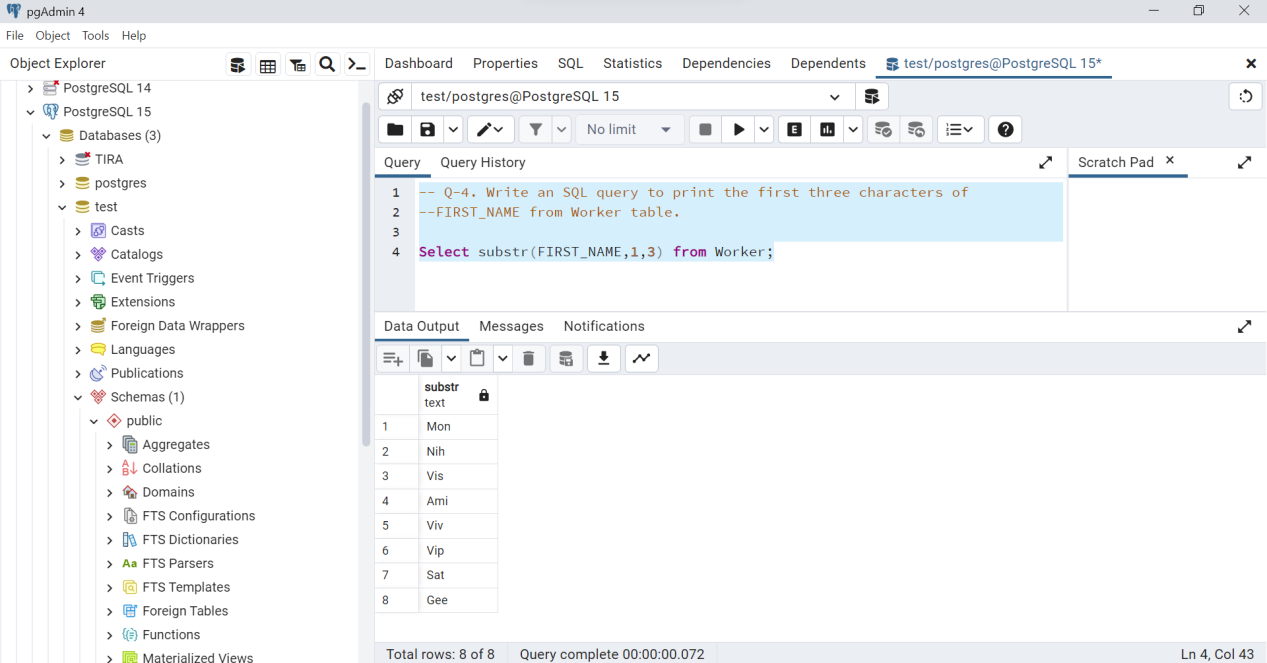 pgAdmin 4
File Object Tools Help
Object Explorer
Dashboard Properties SQL Statistics Dependencies Dependents test/postgres@PostgreSQL 15*
PostgreSQL 14
PostgreSQL 15
Databases (3)
TIRA
postgres
test
Casts
Catalogs
Event Triggers
Extensions
Foreign Data Wrappers
Languages
Publications
Schemas (1)
public
Aggregates
Collations
Domains
FTS Configurations
FTS Dictionaries
Aa FTS Parsers
FTS Templates
Foreign Tables
Functions
Materialized Views
test/postgres@PostgreSQL 15
No limit
E
Query Query History
Scratch Pad
1 -- Q-4. Write an SQL query to print the first three characters of
2 --FIRST_NAME from Worker table.
3
4 Select substr(FIRST_NAME,1,3) from Worker;
Data Output Messages Notifications
substr
text
1 Mon
2 Nih
3 Vis
4 Ami
5 Viv
6 Vip
7 Sat
8 Gee
Total rows: 8 of 8 Query complete 00:00:00.072 Ln 4, Col 43